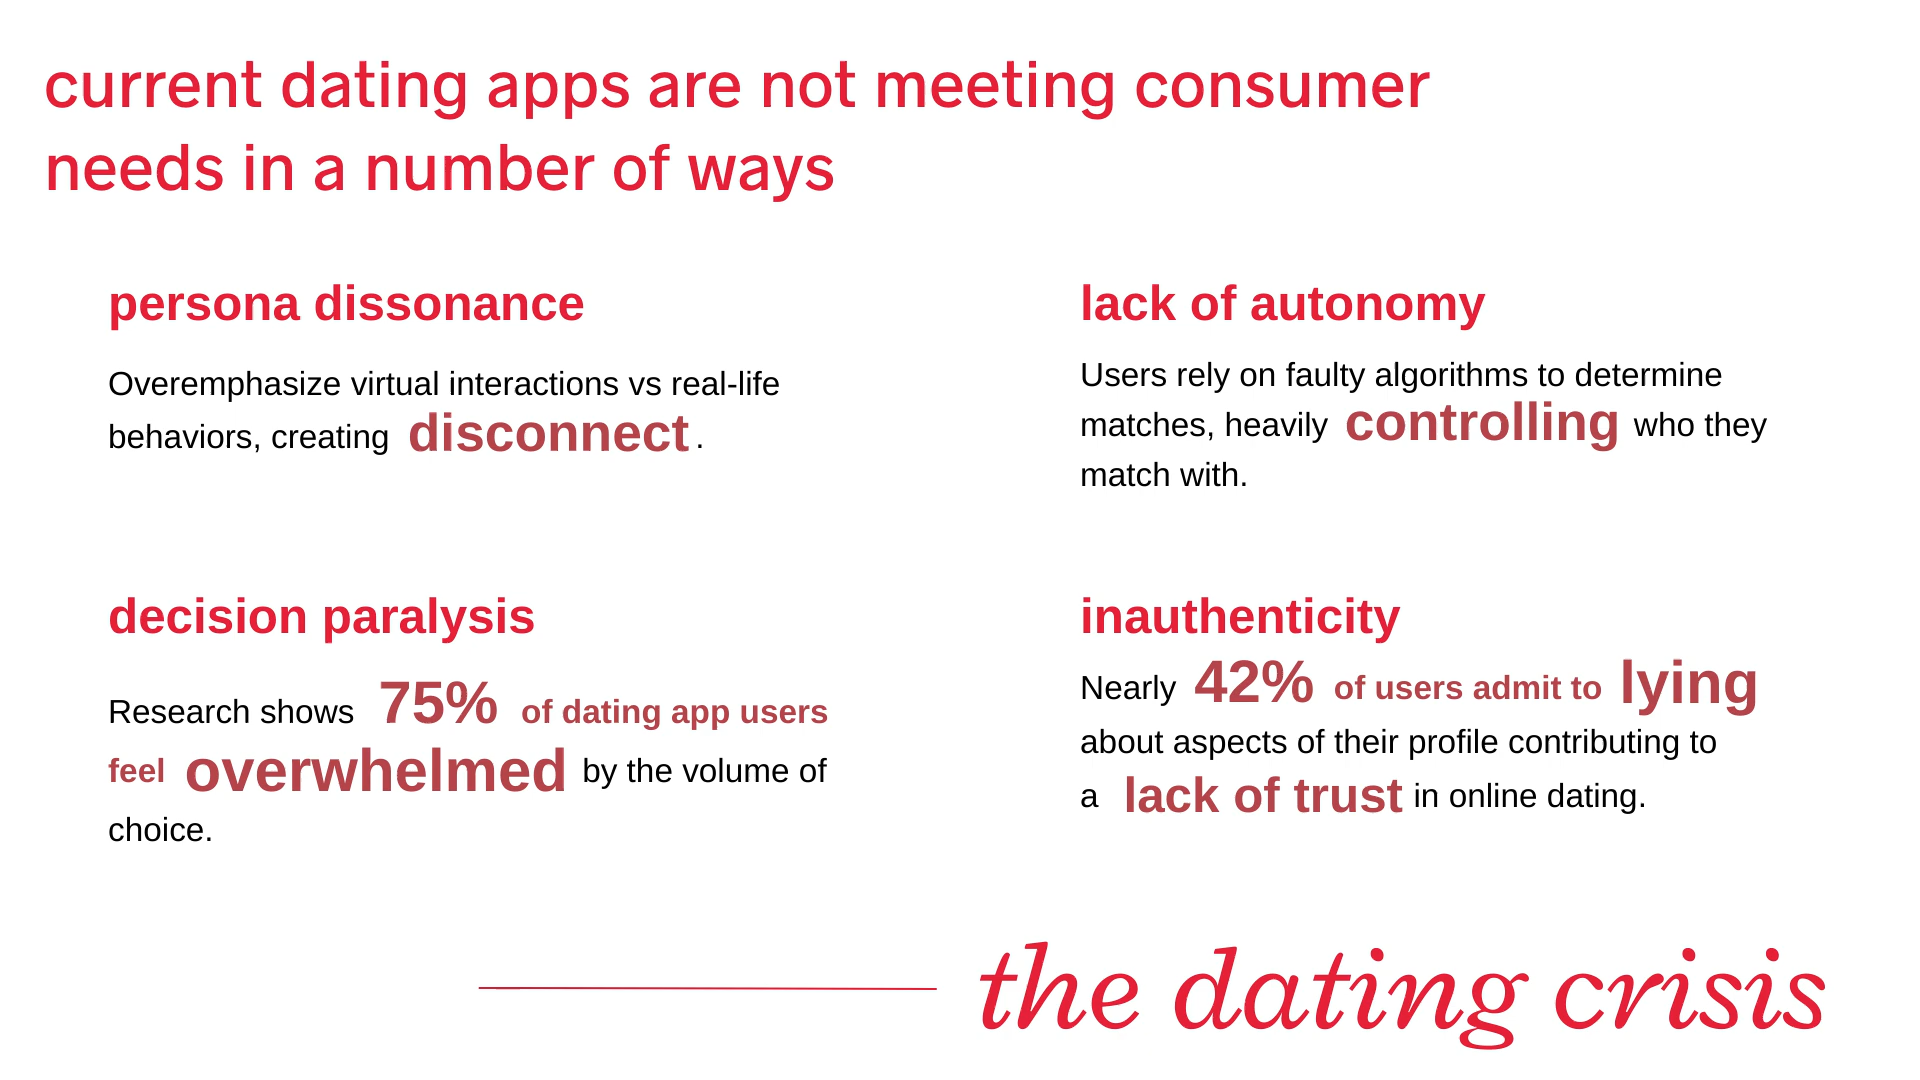 current dating apps are not meeting consumer
needs in a number of ways
persona dissonance
Overemphasize virtual interactions vs real-life
behaviors, creating disconnect.
lack of autonomy
Users rely on faulty algorithms to determine
matches, heavily controlling who they
match with.
decision paralysis
Research shows 75% of dating app users
feel overwhelmed by the volume of
choice.
inauthenticity
Nearly 42% of users admit to lying
about aspects of their profile contributing to
a lack of trust in online dating.
the dating crisis